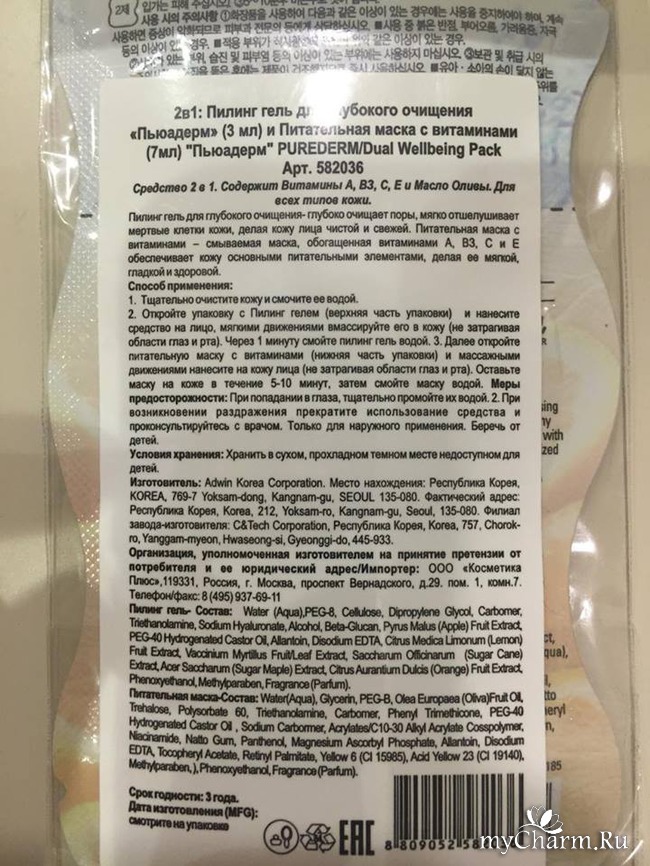 2제
사용 시의 주의사항
2в1: Пилинг гель для глубокого очищения
«Пьюадерм» (3 мл) и Питательная маска с витаминами
(7мл) "Пьюадерм" PUREDERM/Dual Wellbeing Pack
Арт. 582036
Средство 2 в 1. Содержит Витамины А, В3, С, Е и Масло Оливы. Для
всех типов кожи.
Пилинг гель для глубокого очищения- глубоко очищает поры, мягко отшелушивает
мертвые клетки кожи, делая кожу лица чистой и свежей. Питательная маска с
витаминами – смываемая маска, обогащенная витаминами А, В3, С и Е
обеспечивает кожу основными питательными элементами, делая ее мягкой,
гладкой и здоровой.
Способ применения:
1. Тщательно очистите кожу и смочите ее водой.
2. Откройте упаковку с Пилинг гелем (верхняя часть упаковки) и нанесите
средство на лицо, мягкими движениями вмассируйте его в кожу (не затрагивая
области глаз и рта). Через 1 минуту смойте пилинг гель водой. 3. Далее откройте
питательную маску с витаминами (нижняя часть упаковки) и массажными
движениями нанесите на кожу лица (не затрагивая области глаз и рта). Оставьте
маску на коже в течение 5-10 минут, затем смойте маску водой. Меры
предосторожности: При попадании в глаза, тщательно промойте их водой. 2. При
возникновении раздражения прекратите использование средства и
проконсультируйтесь с врачом. Только для наружного применения. Беречь от
детей.
Условия хранения: Хранить в сухом, прохладном темном месте недоступном для
детей.
Изготовитель: Adwin Korea Corporation. Место нахождения: Республика Корея,
KOREA, 769-7 Yoksam-dong, Kangnam-gu, SEOUL 135-080. Фактический адрес:
Республика Корея, Korea, 212, Yoksam-ro, Kangnam-gu, Seoul, 135-080. Филиал
завода-изготовителя: C&Tech Corporation, Республика Корея, Korea, 757, Chorok-
ro, Yanggam-myeon, Hwaseong-si, Gyeonggi-do, 445-933.
Организация, уполномоченная изготовителем на принятие претензии от
потребителя и ее юридический адрес/Импортер: ООО «Косметика
Плюс»,119331, Россия, г. Москва, проспект Вернадского, д.29. пом. 1, комн.7.
Телефон/факс: 8 (495) 937-69-11
Пилинг гель- Состав: Water (Aqua),PEG-8, Cellulose, Dipropylene Glycol, Carbomer,
Triethanolamine, Sodium Hyaluronate, Alcohol, Beta-Glucan, Pyrus Malus (Apple) Fruit Extract,
PEG-40 Hydrogenated Castor Oil, Allantoin, Disodium EDTA, Citrus Medica Limonum (Lemon)
Fruit Extract, Vaccinium Myrtillus Fruit/Leaf Extract, Saccharum Officinarum (Sugar Cane)
Extract, Acer Saccharum (Sugar Maple) Extract, Citrus Aurantium Dulcis (Orange) Fruit Extract,
Phenoxyethanol, Methylparaben, Fragrance (Parfum).
Питательная маска-Состав: Water(Aqua), Glycerin, PEG-8, Olea Europaea (Oliva)Fruit Oil,
Trehalose, Polysorbate 60, Triethanolamine, Carbomer, Phenyl Trimethicone, PEG-40
Hydrogenated Castor Oil , Sodium Carbormer, Acrylates/C10-30 Alkyl Acrylate Cosspolymer,
Niacinamide, Natto Gum, Panthenol, Magnesium Ascorbyl Phosphate, Allantoin, Disodium
EDTA, Tocopheryl Acetate, Retinyl Palmitate, Yellow 6 (CI 15985), Acid Yellow 23 (CI 19140),
Methylparaben, ), Phenoxyethanol, Fragrance (Parfum).
Срок годности: 3 года.
Дата изготовления (MFG):
смотрите на упаковке
EAC
8 809052 58
185
myCharm.Ru